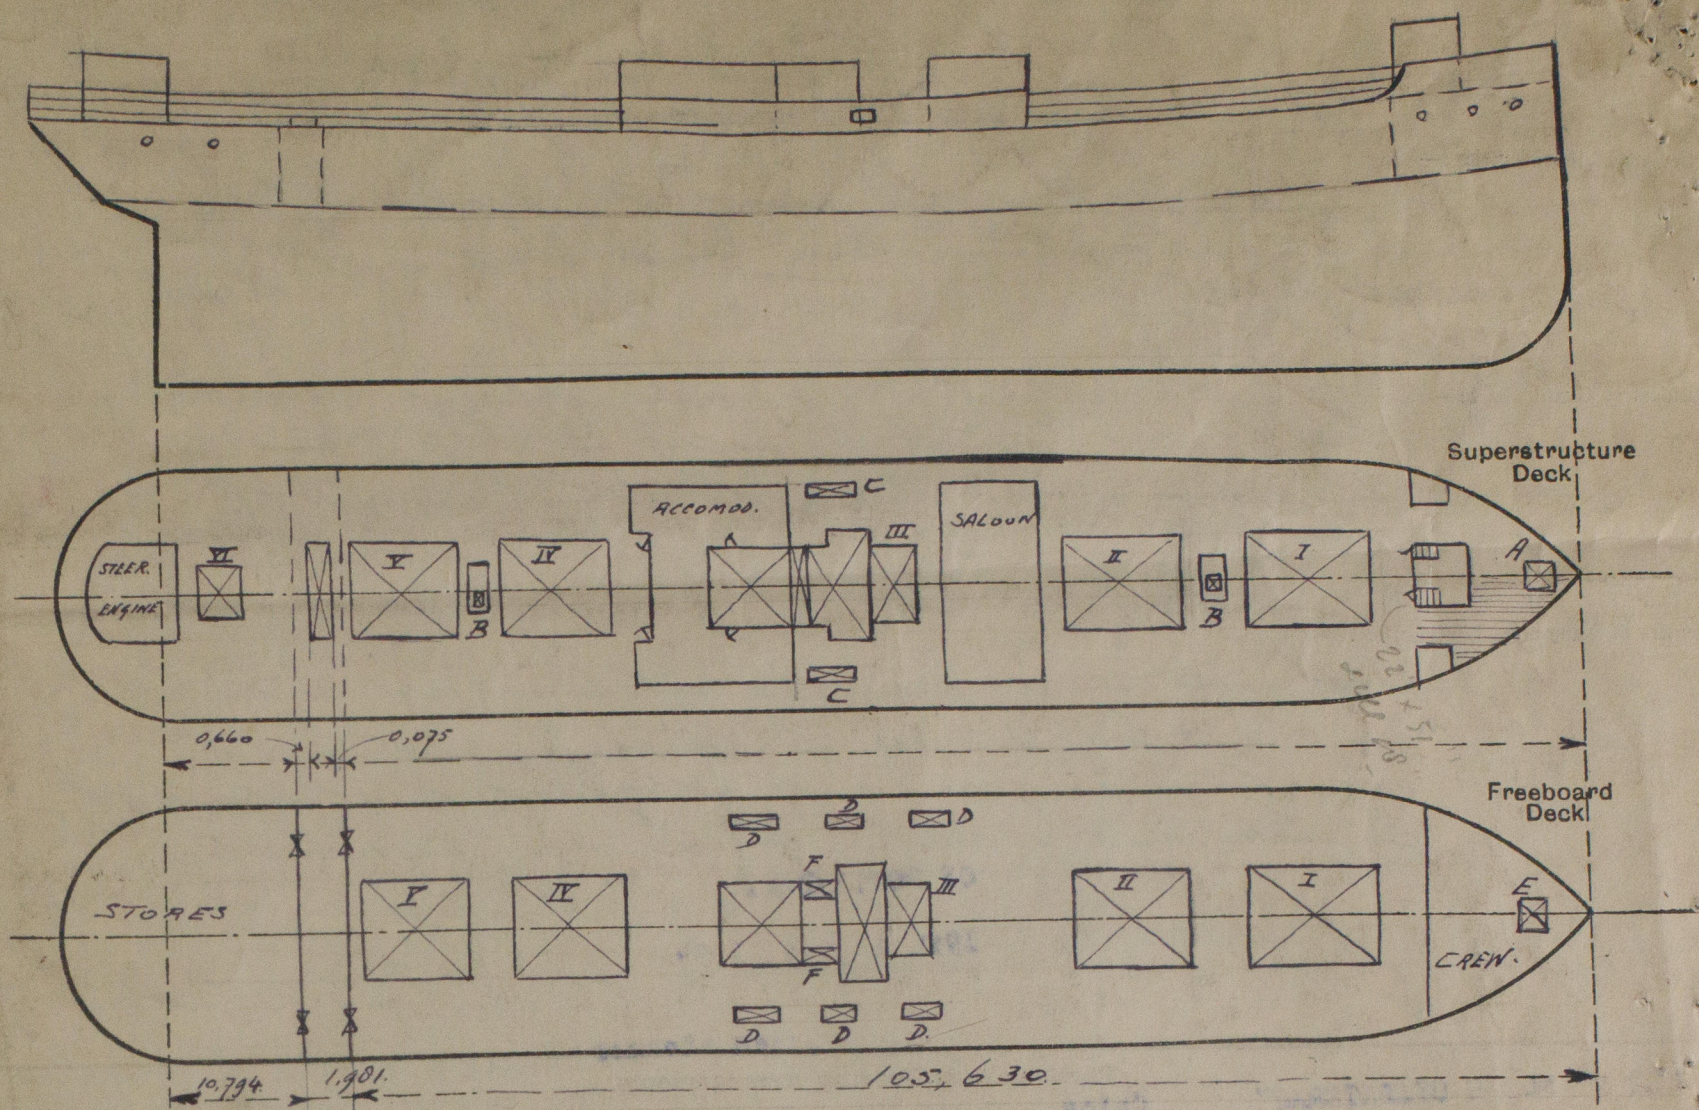 Superstructure
Deck
ACCOMOD.
C
SALOUN
III
VI
V
IV
II
I
A
STEER.
ENGINE
B
B
C
0,660
0,075
Freeboard
Deck
D
D
D
F
V
IV
III
II
I
E
STORES
F
CREW.
D
D
D.
10,794.
1,981.
105,630